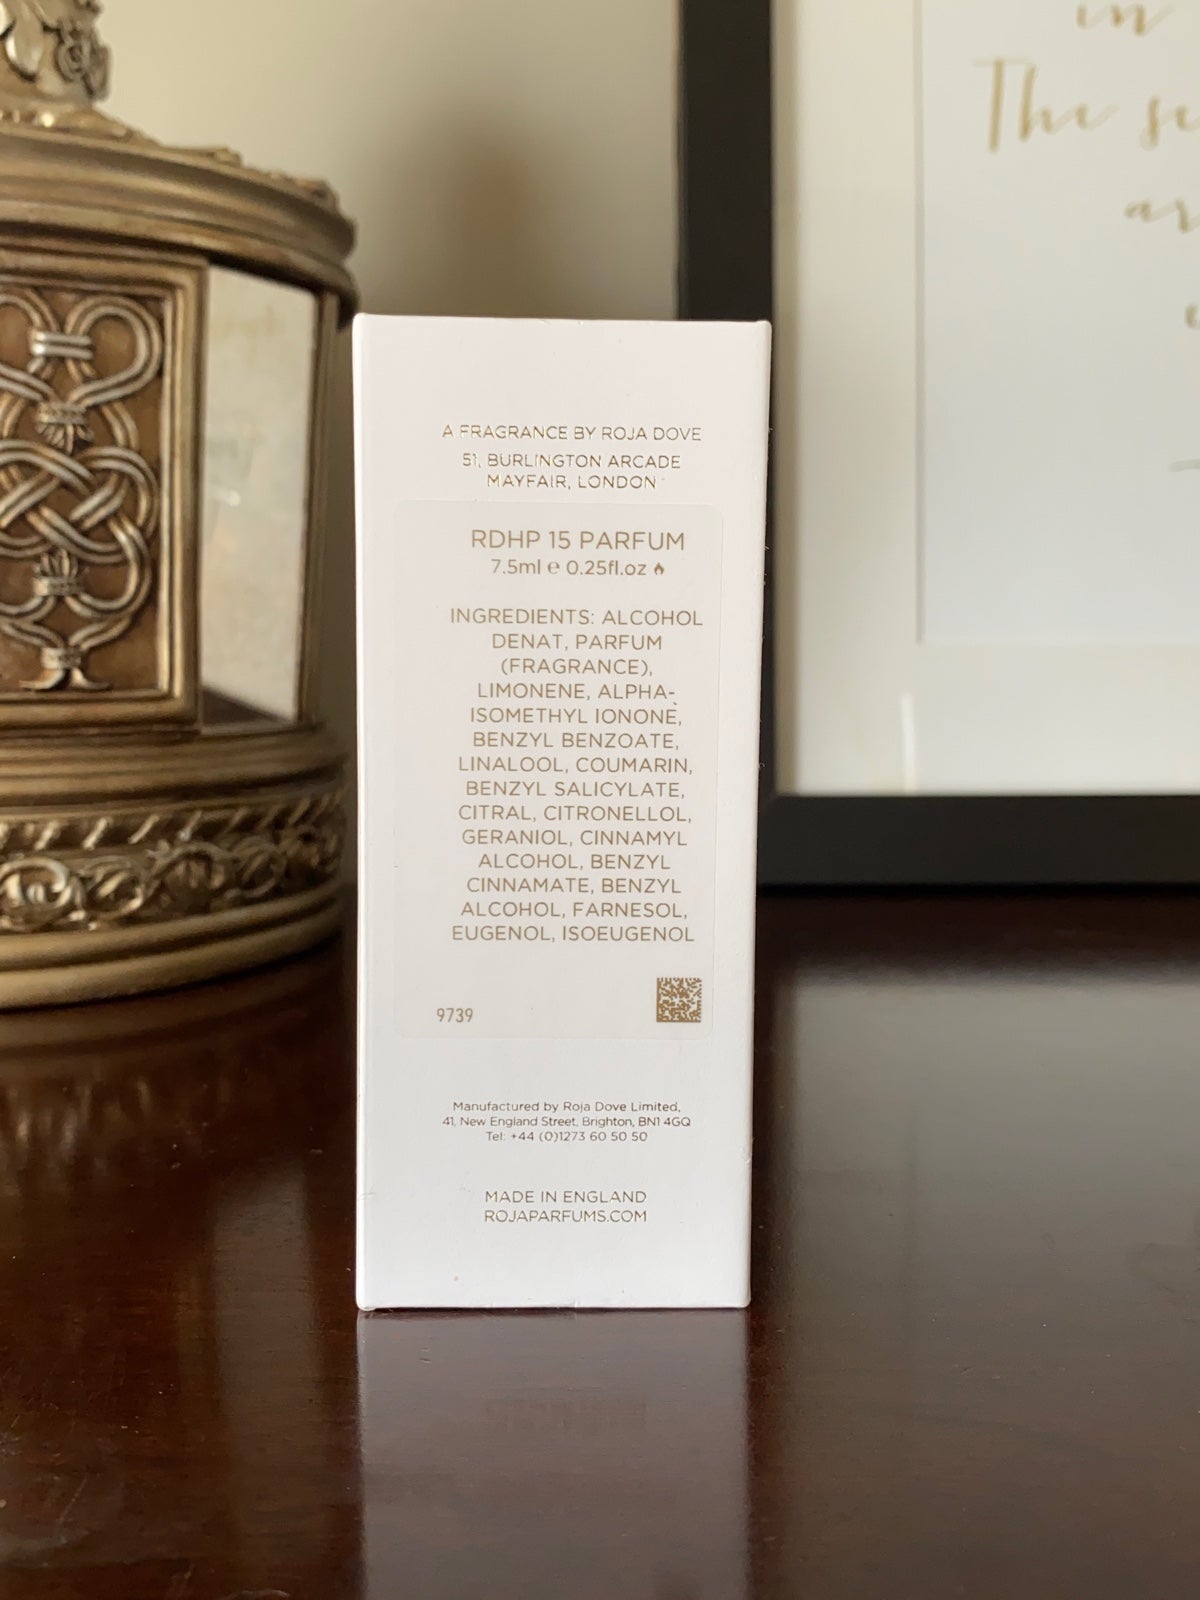 in
The
A FRAGRANCE BY ROJA DOVE
51, BURLINGTON ARCADE
MAYFAIR, LONDON
RDHP 15 PARFUM
7.5ml e 0.25fl.oz
INGREDIENTS: ALCOHOL
DENAT, PARFUM
(FRAGRANCE),
LIMONENE, ALPHA-
ISOMETHYL IONONE,
BENZYL BENZOATE,
LINALOOL, COUMARIN,
BENZYL SALICYLATE,
CITRAL, CITRONELLOL,
GERANIOL, CINNAMYL
ALCOHOL, BENZYL
CINNAMATE, BENZYL
ALCOHOL, FARNESOL,
EUGENOL, ISOEUGENOL
9739
Manufactured by Roja Dove Limited,
41, New England Street, Brighton, BN1 4GQ
Tel: +44 (0)1273 60 50 50
MADE IN ENGLAND
ROJAPARFUMS.COM